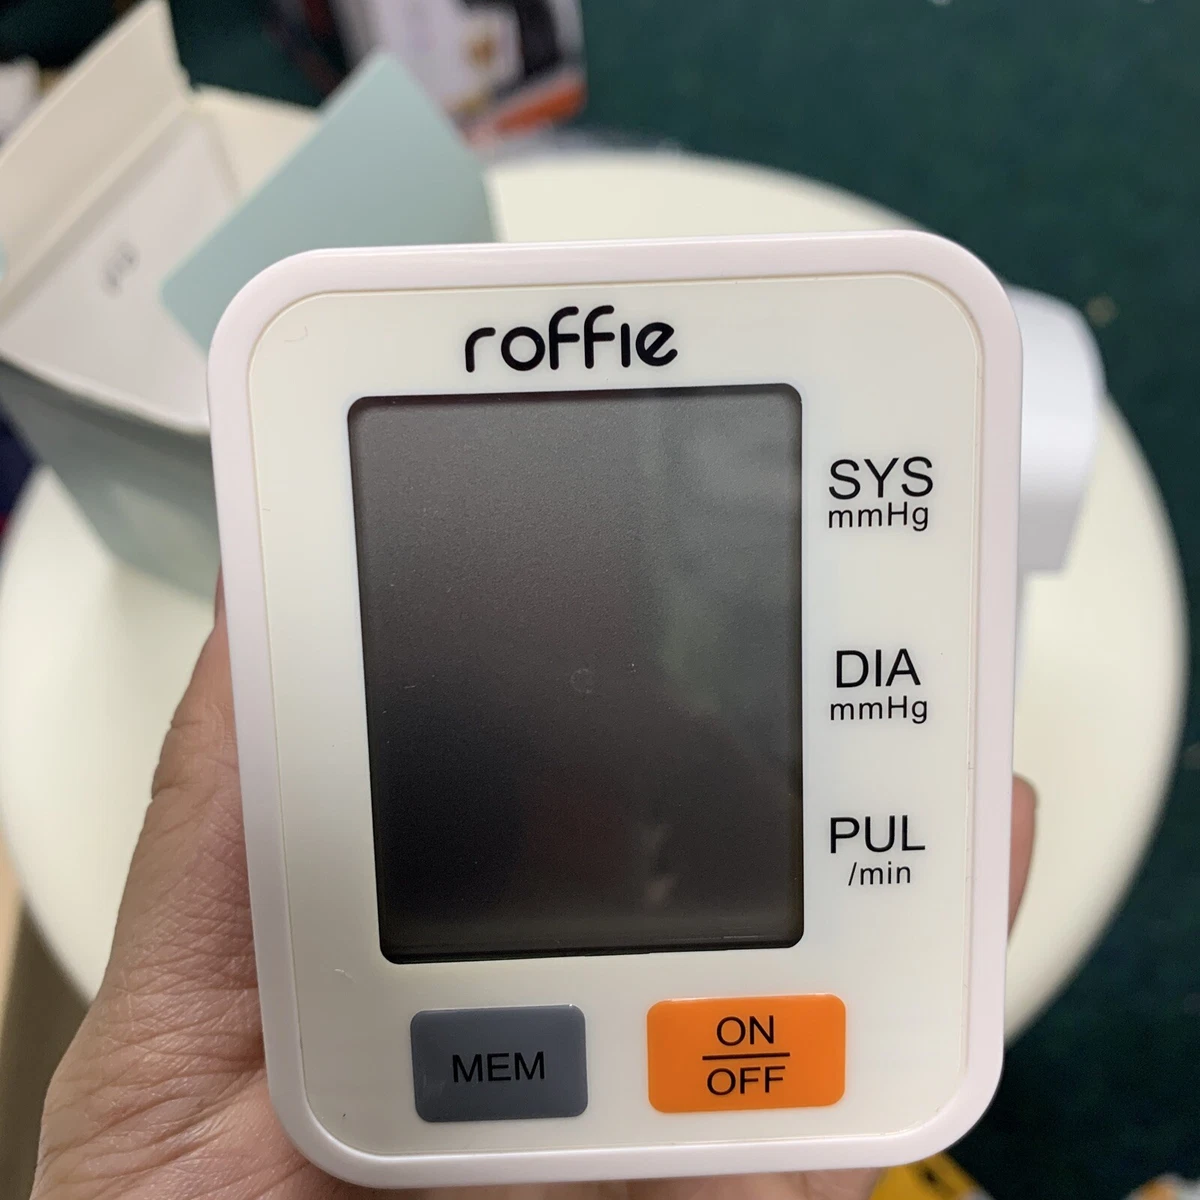 roffie
SYS
mmHg
DIA
mmHg
PUL
/min
MEM
ON
OFF